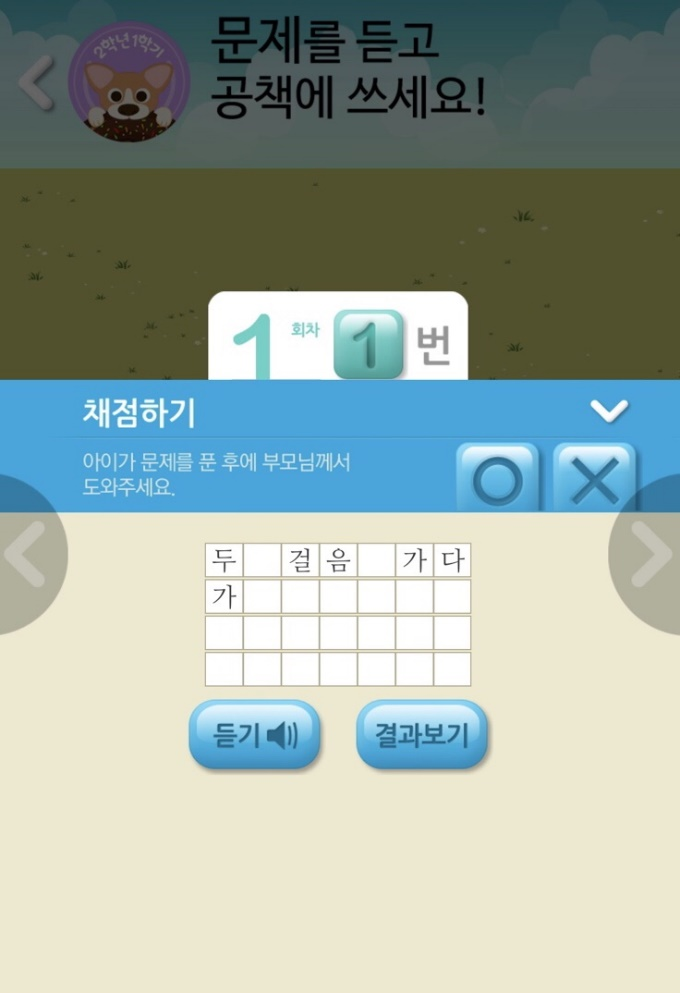 2학년1학기
문제를 듣고
공책에 쓰세요!
1 회차 1 번
채점하기
아이가 문제를 푼 후에 부모님께서
도와주세요.
두 걸음 가다
가
듣기
결과보기